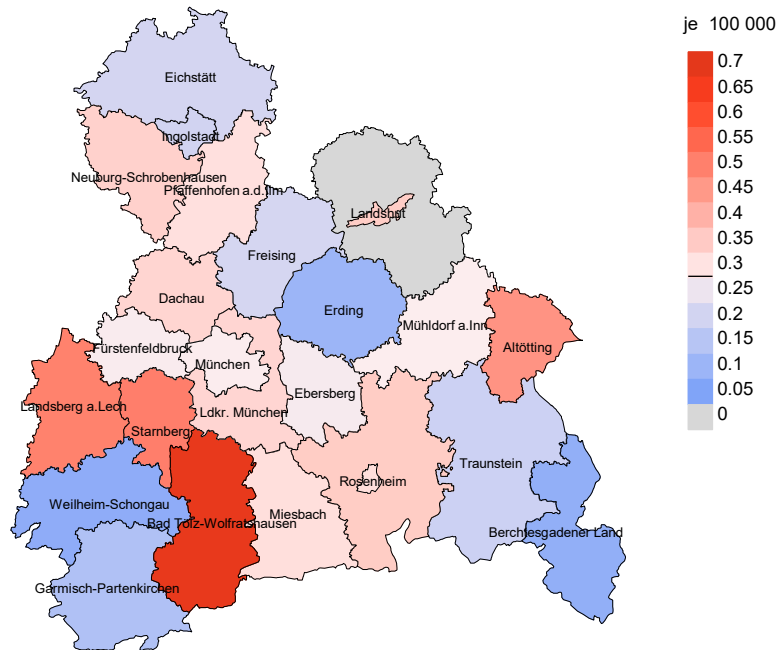 je 100 000
0.7
0.65
0.6
0.55
0.5
0.45
0.4
0.35
0.3
0.25
0.2
0.15
0.1
0.05
0
Eichstätt
Ingolstadt
Neuburg-Schrobenhausen
Pfaffenhofen a.d.Ilm
Landshut
Freising
Dachau
Erding
Mühldorf a.Inn
Altötting
Fürstenfeldbruck
München
Ebersberg
Landsberg a.Lech
Ldkr. München
Starnberg
Traunstein
Rosenheim
Weilheim-Schongau
Miesbach
Bad Tölz-Wolfratshausen
Berchtesgadener Land
Garmisch-Partenkirchen